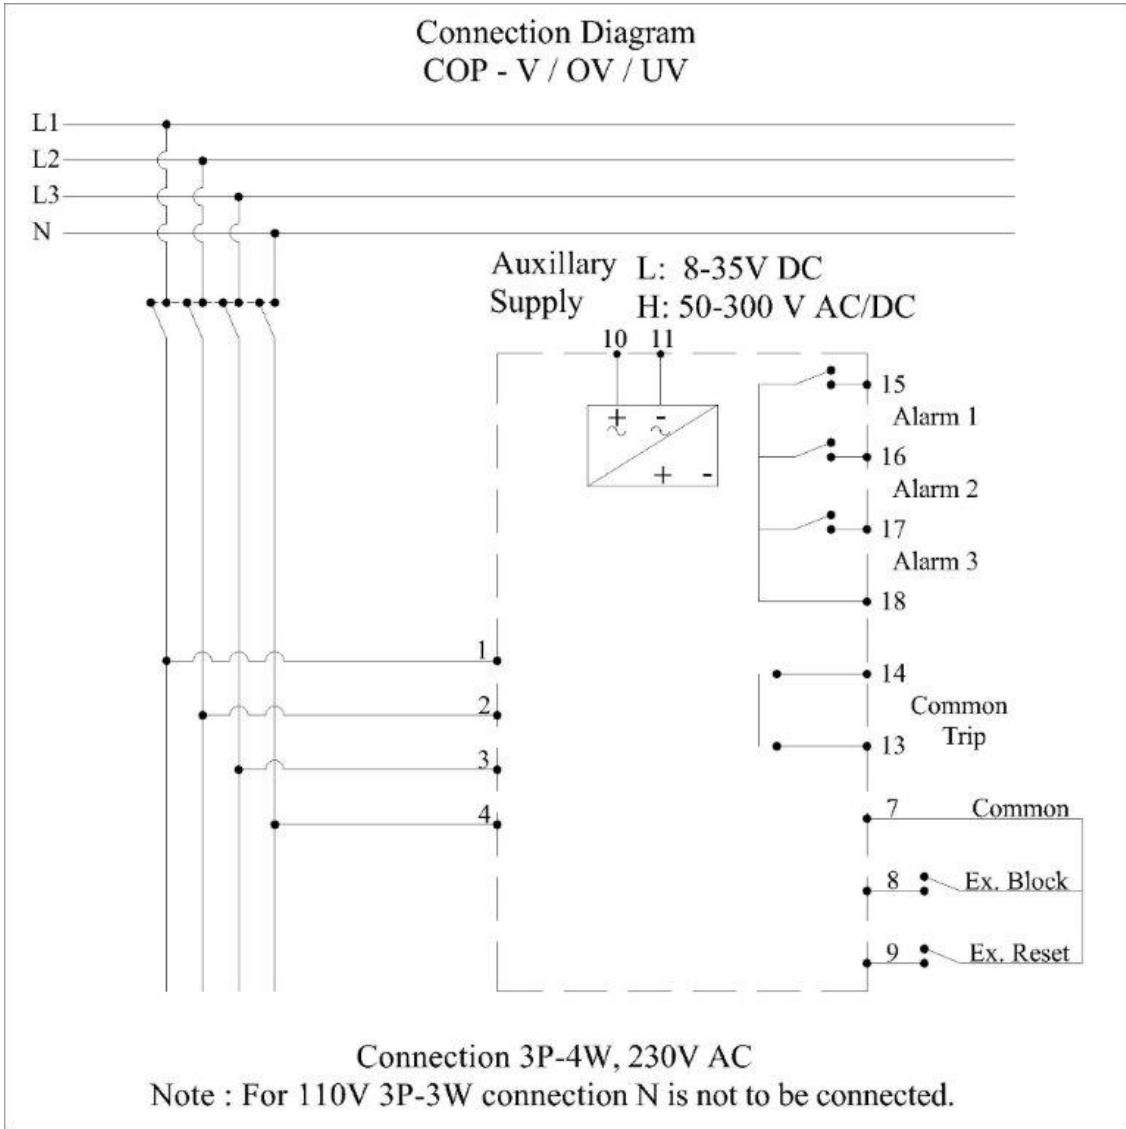 Connection Diagram
COP - V / OV / UV
L1
L2
L3
N
Auxillary L: 8-35V DC
Supply H: 50-300 V AC/DC
10 11
+ -
+ -
15
Alarm 1
16
Alarm 2
17
Alarm 3
18
1
2
3
4
14
Common
Trip
13
7 Common
8 Ex. Block
9 Ex. Reset
Connection 3P-4W, 230V AC
Note : For 110V 3P-3W connection N is not to be connected.